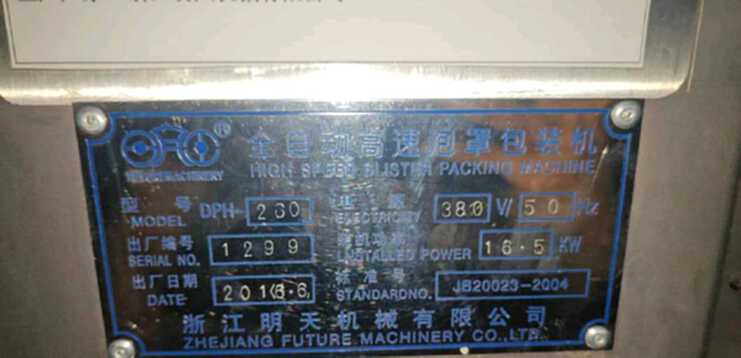 全自动高速泡罩包装机
HIGH SPEED BLISTER PACKING MACHINE
型号 DPH-260 电源 380 V/50 Hz
MODEL ELECTRICITY
出厂编号 1299 整机功率 16.5 KW
SERIAL NO. INSTALLED POWER
出厂日期 标准号 JB20023-2004
DATE STANDARDNO.
浙江明天机械有限公司
ZHEJIANG FUTURE MACHINERY CO.,LTD.